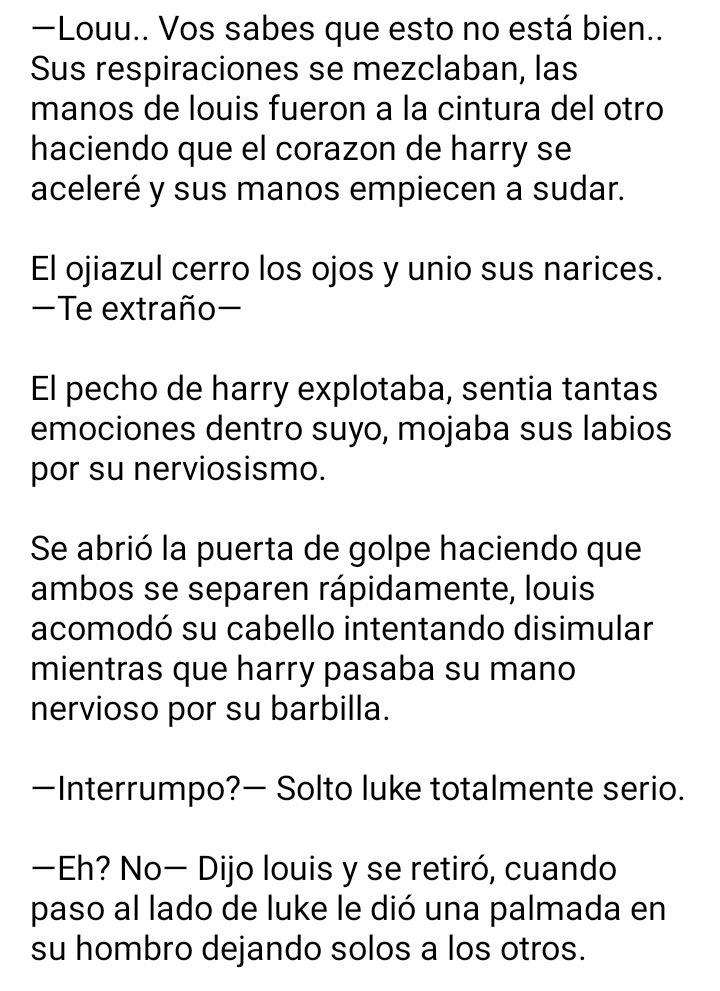 —Louu.. Vos sabes que esto no está bien..
Sus respiraciones se mezclaban, las
manos de louis fueron a la cintura del otro
haciendo que el corazon de harry se
aceleré y sus manos empiecen a sudar.
El ojiazul cerro los ojos y unio sus narices.
—Te extraño—
El pecho de harry explotaba, sentia tantas
emociones dentro suyo, mojaba sus labios
por su nerviosismo.
Se abrió la puerta de golpe haciendo que
ambos se separen rápidamente, louis
acomodó su cabello intentando disimular
mientras que harry pasaba su mano
nervioso por su barbilla.
—Interrumpo?— Solto luke totalmente serio.
—Eh? No— Dijo louis y se retiró, cuando
paso al lado de luke le dió una palmada en
su hombro dejando solos a los otros.